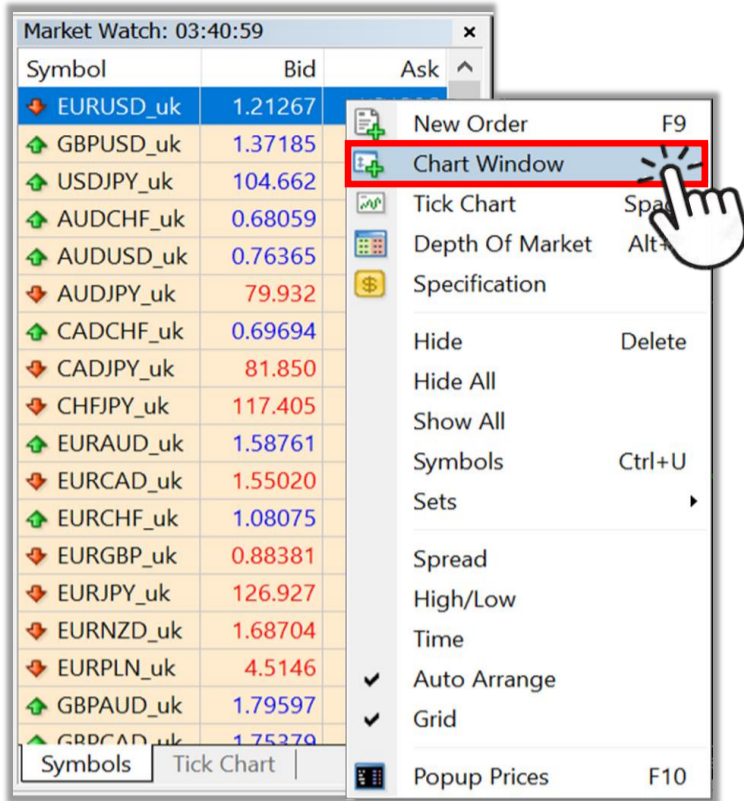 Market Watch: 03:40:59
Symbol Bid Ask
EURUSD_uk 1.21267
GBPUSD_uk 1.37185
USDJPY_uk 104.662
AUDCHF_uk 0.68059
AUDUSD_uk 0.76365
AUDJPY_uk 79.932
CADCHF_uk 0.69694
CADJPY_uk 81.850
CHFJPY_uk 117.405
EURAUD_uk 1.58761
EURCAD_uk 1.55020
EURCHF_uk 1.08075
EURGBP_uk 0.88381
EURJPY_uk 126.927
EURNZD_uk 1.68704
EURPLN_uk 4.5146
GBPAUD_uk 1.79597
GBPCAD_uk 1.75379
Symbols Tick Chart
New Order F9
Chart Window
Tick Chart
Depth Of Market
Specification
Hide Delete
Hide All
Show All
Symbols Ctrl+U
Sets
Spread
High/Low
Time
Auto Arrange
Grid
Popup Prices F10